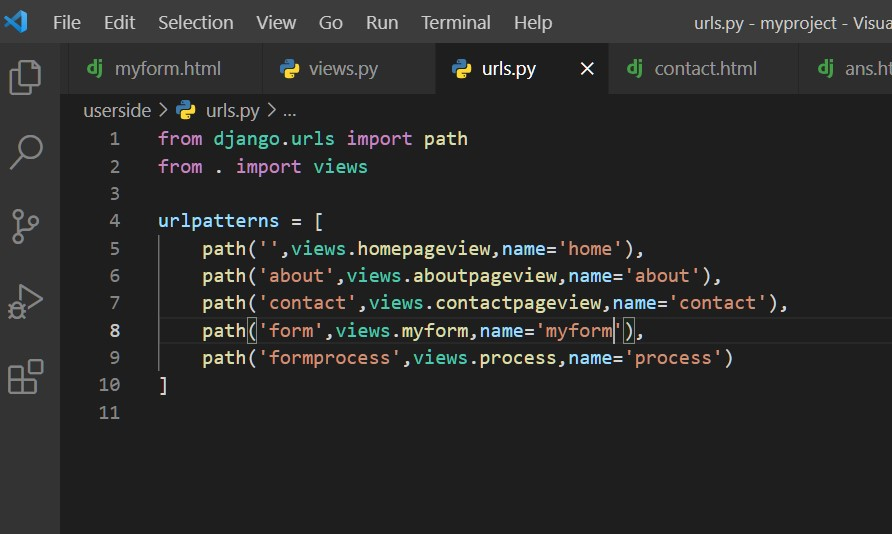 File Edit Selection View Go Run Terminal Help urls.py - myproject - Visua
myform.html views.py urls.py contact.html ans.ht
userside > urls.py > ...
1 from django.urls import path
2 from . import views
3
4 urlpatterns = [
5 path('',views.homepageview,name='home'),
6 path('about',views.aboutpageview,name='about'),
7 path('contact',views.contactpageview,name='contact'),
8 path('form',views.myform,name='myform'),
9 path('formprocess',views.process,name='process')
10 ]
11